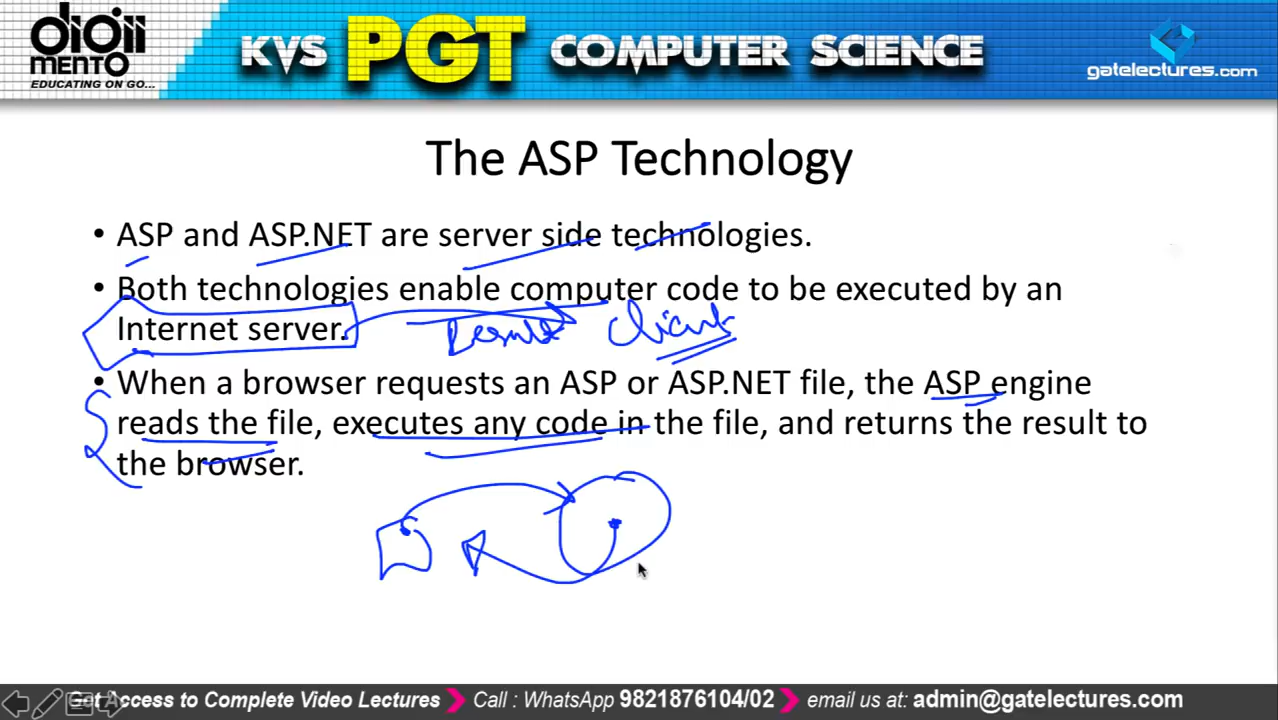 digii
MENTO
EDUCATING ON GO...
KVS PGT COMPUTER SCIENCE
gatelectures.com
The ASP Technology
• ASP and ASP.NET are server side technologies.
• Both technologies enable computer code to be executed by an
Internet server.
Result client
• When a browser requests an ASP or ASP.NET file, the ASP engine
reads the file, executes any code in the file, and returns the result to
the browser.
Get Access to Complete Video Lectures Call : WhatsApp 9821876104/02 email us at: admin@gatelectures.com